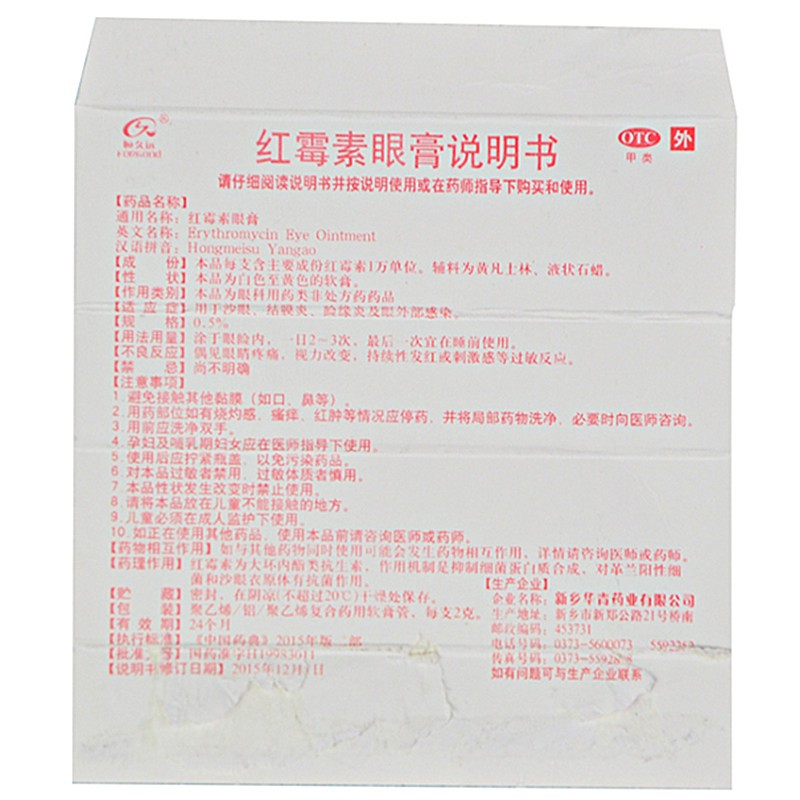 恒久远
红霉素眼膏说明书
OTC
甲类
外
请仔细阅读说明书并按说明使用或在药师指导下购买和使用。
【药品名称】
通用名称：红霉素眼膏
英文名称：Erythromycin Eye Ointment
汉语拼音：Hongmeisu Yangao
【成 份】本品每支含主要成份红霉素1万单位。辅料为黄凡士林、液状石蜡。
【性 状】本品为白色至黄色的软膏。
【作用类别】本品为眼科用药类非处方药药品
【适 应 症】用于沙眼、结膜炎、睑缘炎及眼外部感染。
【规 格】0.5%
【用法用量】涂于眼睑内，一日2~3次，最后一次宜在睡前使用。
【不良反应】偶见眼睛疼痛，视力改变，持续性发红或刺激感等过敏反应。
【禁 忌】尚不明确
【注意事项】
1.避免接触其他黏膜（如口、鼻等）。
2.用药部位如有烧灼感、瘙痒、红肿等情况应停药，并将局部药物洗净，必要时向医师咨询。
3.用前应洗净双手。
4.孕妇及哺乳期妇女应在医师指导下使用。
5.使用后应拧紧瓶盖，以免污染药品。
6.对本品过敏者禁用，过敏体质者慎用。
7.本品性状发生改变时禁止使用。
8.请将本品放在儿童不能接触的地方。
9.儿童必须在成人监护下使用。
10.如正在使用其他药品，使用本品前请咨询医师或药师。
【药物相互作用】如与其他药物同时使用可能会发生药物相互作用，详情请咨询医师或药师。
【药理作用】红霉素为大环内酯类抗生素，作用机制是抑制细菌蛋白质合成，对革兰阳性细
菌和沙眼衣原体有抗菌作用。
【贮 藏】密封，在阴凉(不超过20℃)干燥处保存。
【包 装】聚乙烯/铝/聚乙烯复合药用软膏管，每支2克。
【有 效 期】24个月
【执行标准】《中国药典》2015年版二部
【批准 号】国药准字H19983011
【说明书修订日期】2015年12月 日
【生产企业】
企业名称：新乡华青药业有限公司
生产地址：新乡市新郑公路21号桥南
邮政编码：453731
电话号码：0373-5600073
传真号码：0373-55926
如有问题可与生产企业联系